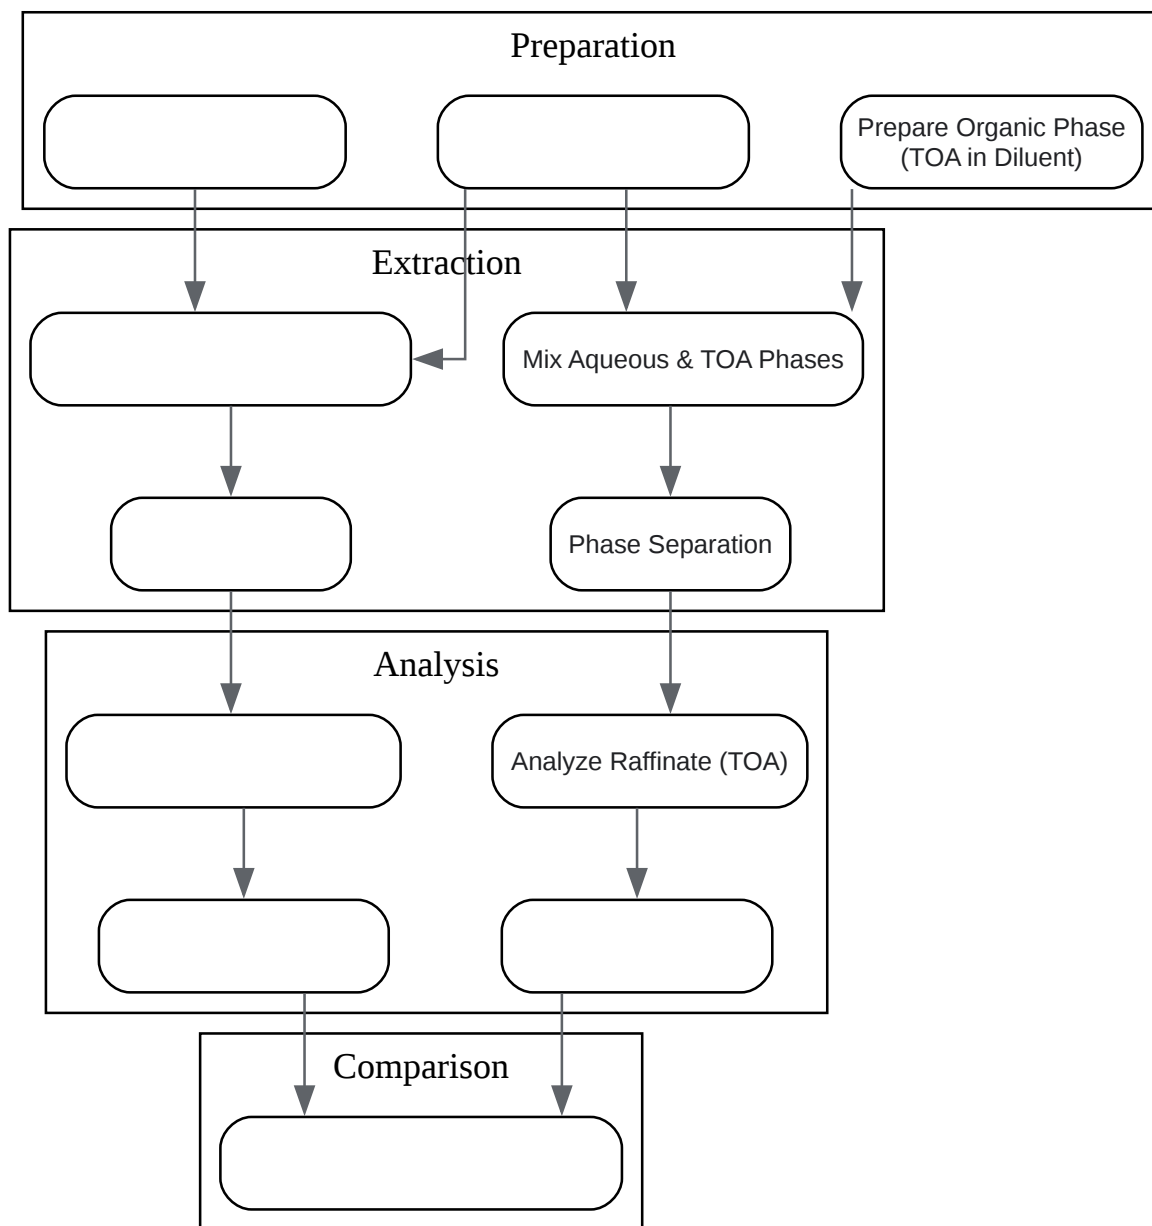 Preparation
Prepare Organic Phase
(TOA in Diluent)
Extraction
Mix Aqueous & TOA Phases
Phase Separation
Analysis
Analyze Raffinate (TOA)
Comparison